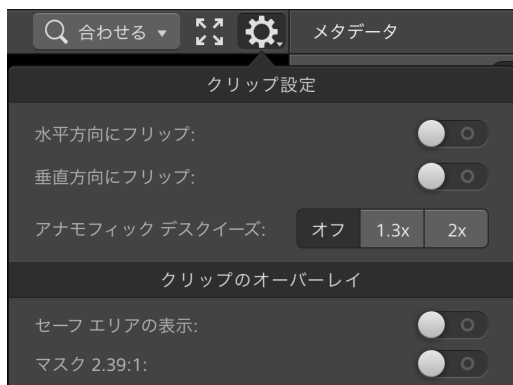 合わせる メタデータ
クリップ設定
水平方向にフリップ:
垂直方向にフリップ:
アナモフィック デスクイーズ: オフ 1.3x 2x
クリップのオーバーレイ
セーフ エリアの表示:
マスク 2.39:1: